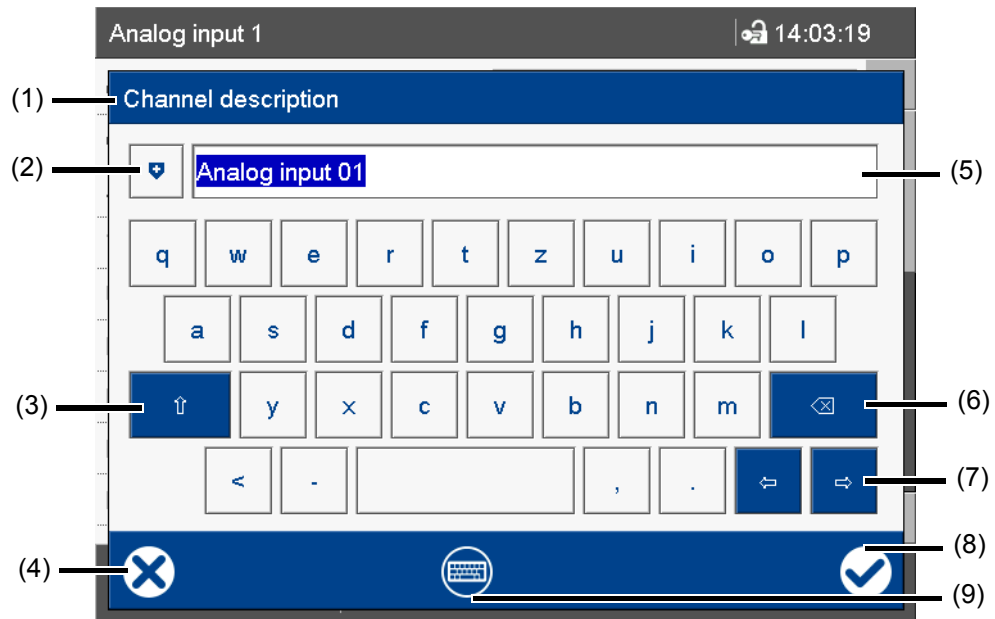 Analog input 1 14:03:19
(1) Channel description
(2) Analog input 01 (5)
q w e r t z u i o p
a s d f g h j k l
(3) ⇧ y x c v b n m ⌫ (6)
< - , . ⇦ ⇨ (7)
(4) (8)
(9)